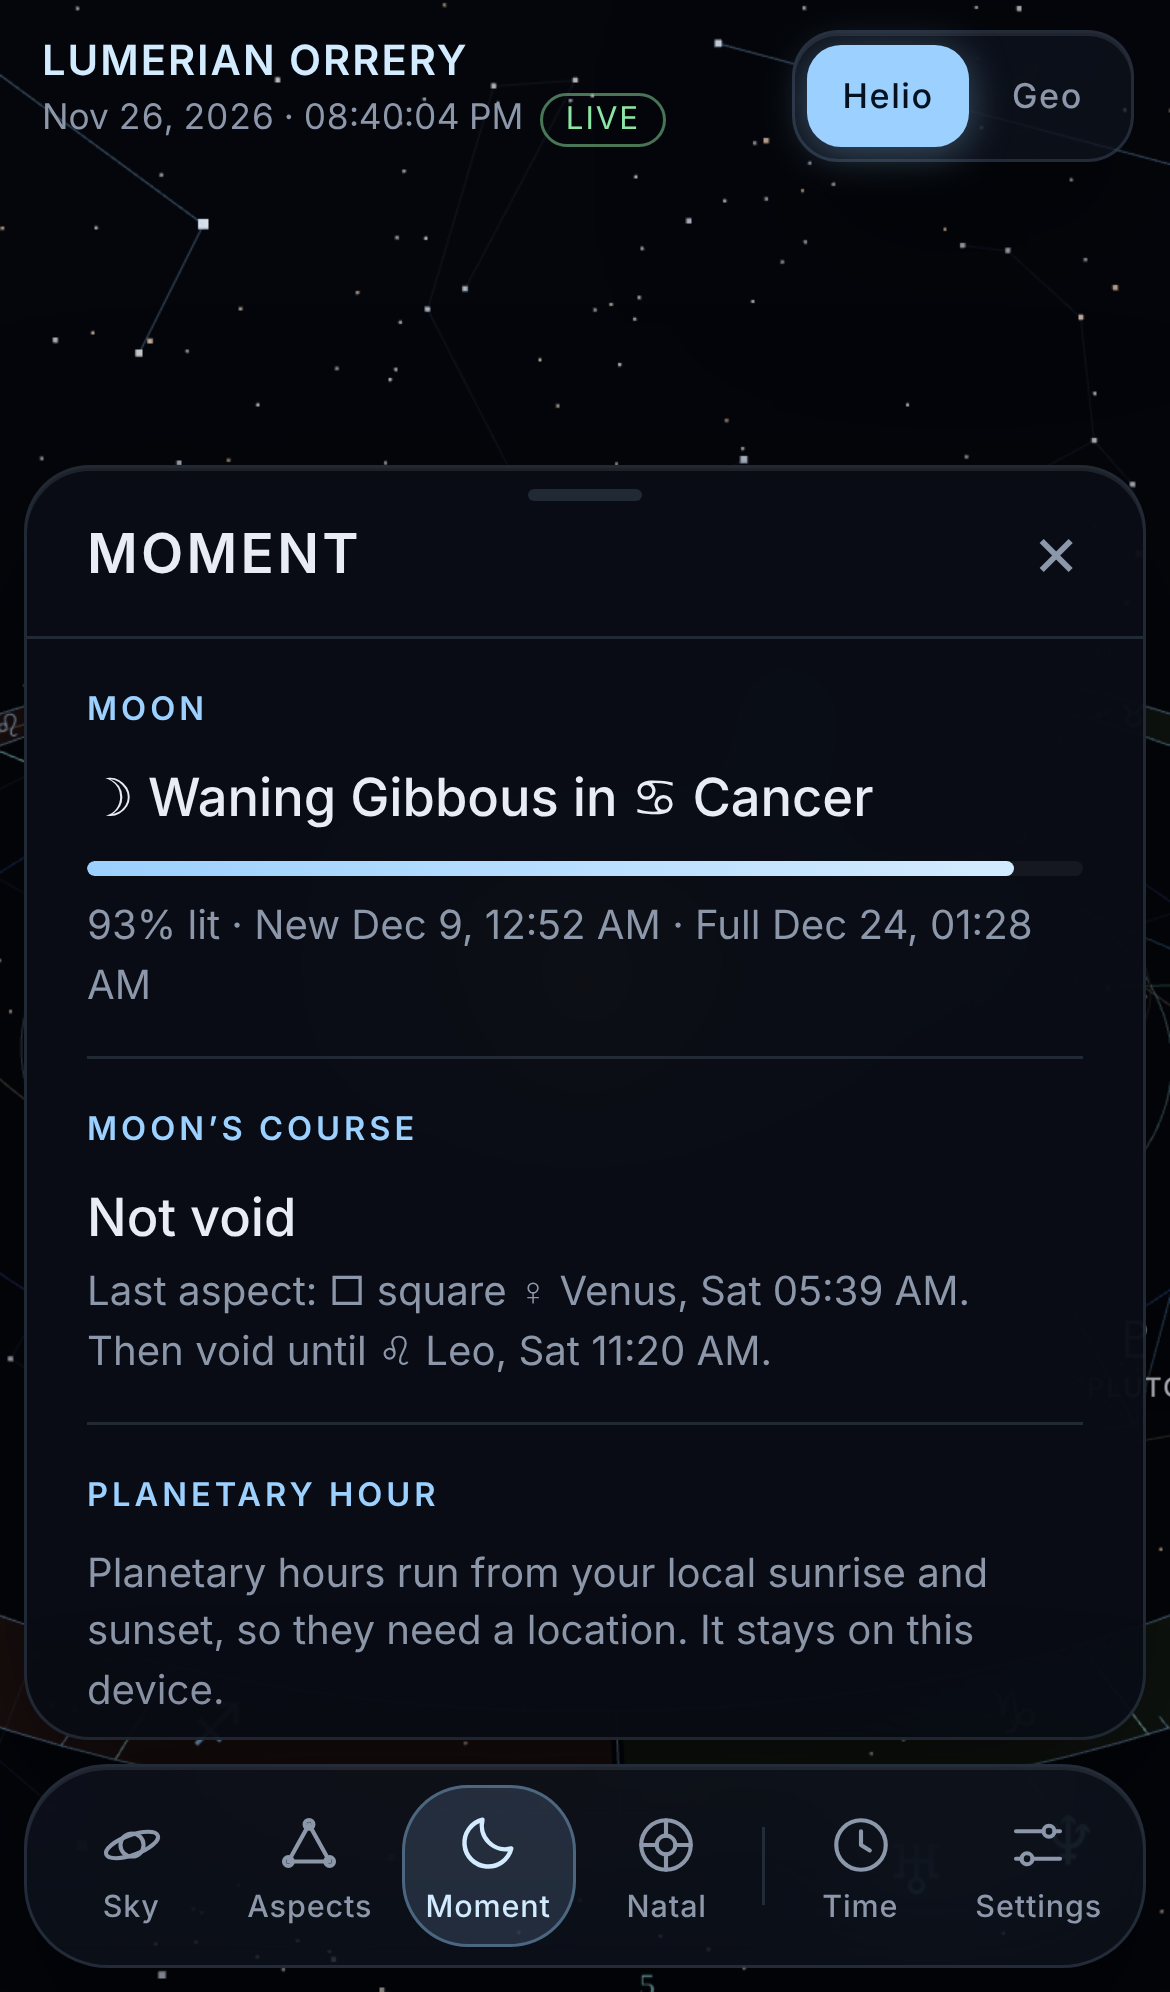 LUMERIAN ORRERY
Nov 26, 2026 · 08:40:04 PM LIVE
Helio Geo
MOMENT
MOON
☽ Waning Gibbous in ♋ Cancer
93% lit · New Dec 9, 12:52 AM · Full Dec 24, 01:28
AM
MOON’S COURSE
Not void
Last aspect: □ square ♀ Venus, Sat 05:39 AM.
Then void until ♌ Leo, Sat 11:20 AM.
PLUTO
PLANETARY HOUR
Planetary hours run from your local sunrise and
sunset, so they need a location. It stays on this
device.
Sky Aspects Moment Natal Time Settings
5